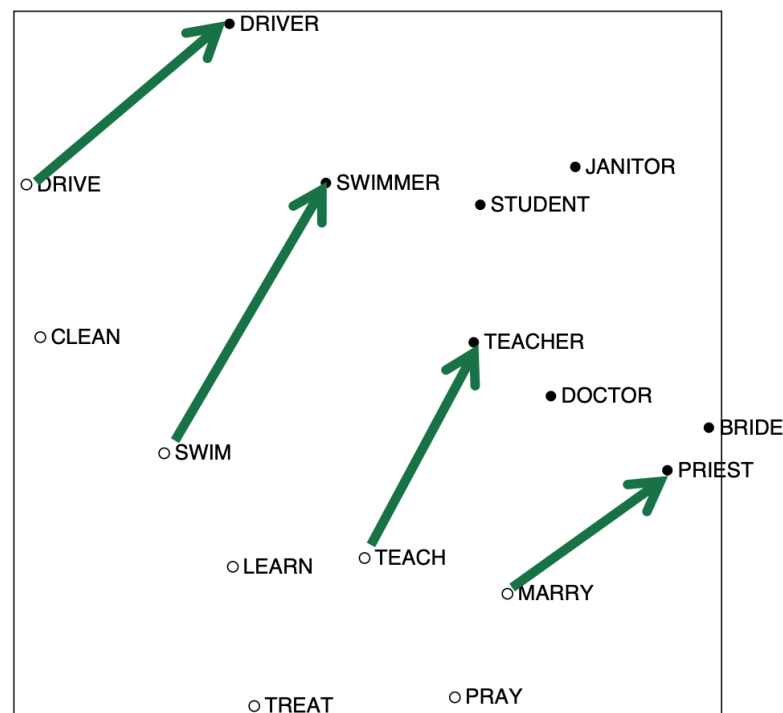 DRIVER
JANITOR
DRIVE
SWIMMER
STUDENT
CLEAN
TEACHER
DOCTOR
BRIDE
SWIM
PRIEST
LEARN
TEACH
MARRY
TREAT
PRAY